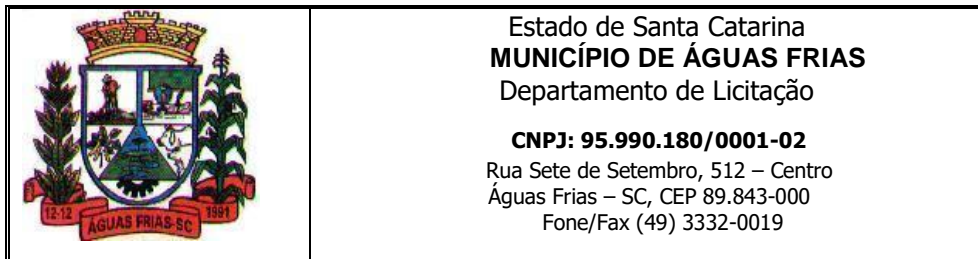 12-12
ÁGUAS FRIAS-SC
1991
Estado de Santa Catarina
MUNICÍPIO DE ÁGUAS FRIAS
Departamento de Licitação
CNPJ: 95.990.180/0001-02
Rua Sete de Setembro, 512 – Centro
Águas Frias – SC, CEP 89.843-000
Fone/Fax (49) 3332-0019